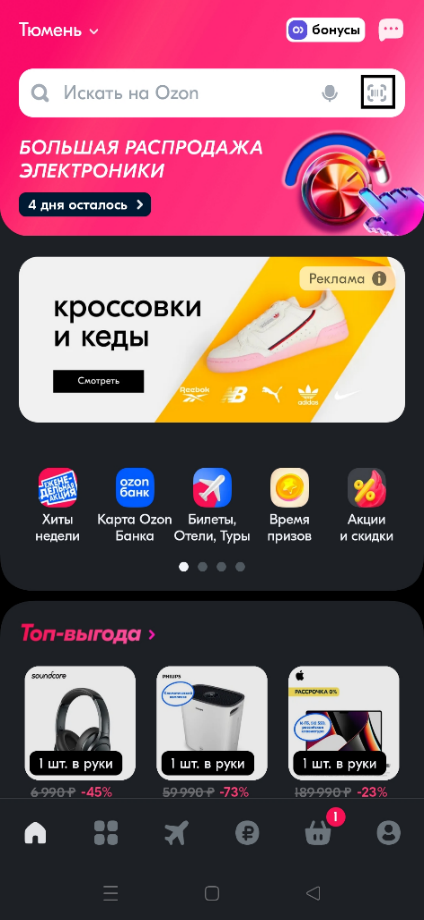 Тюмень
бонусы
Искать на Ozon
БОЛЬШАЯ РАСПРОДАЖА
ЭЛЕКТРОНИКИ
4 дня осталось
Реклама
кроссовки
и кеды
Смотреть
Reebok
adidas
ЕЖЕНЕ-
ДЕЛЬНАЯ
АКЦИЯ
ozon
банк
Хиты
недели
Карта Ozon
Банка
Билеты,
Отели, Туры
Время
призов
Акции
и скидки
Топ-выгода
soundcore
1 шт. в руки
6 990 ₽ -45%
PHILIPS
1 шт. в руки
59 990 ₽ -73%
РАССРОЧКА 0%
1 шт. в руки
189 990 ₽ -23%
1